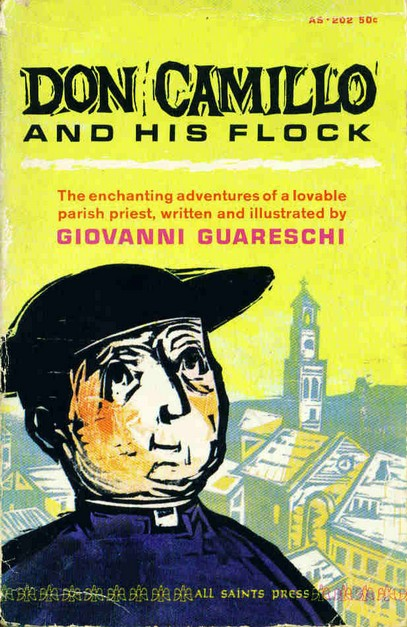 AS•202 50¢
DON CAMILLO
AND HIS FLOCK
The enchanting adventures of a lovable
parish priest, written and illustrated by
GIOVANNI GUARESCHI
ALL SAINTS PRESS